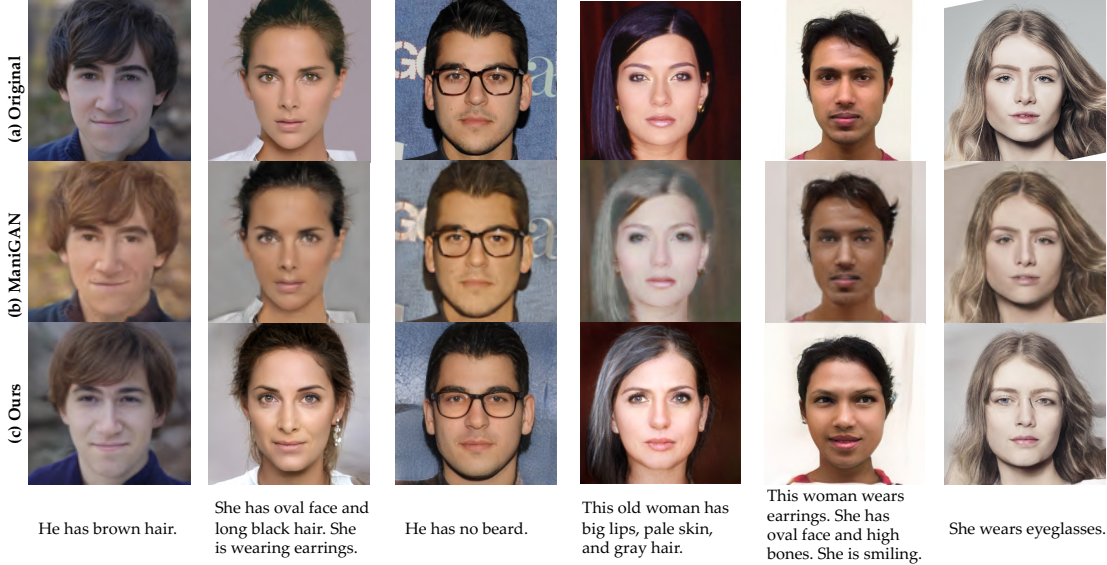 (a) Original
(b) ManiGAN
(c) Ours
He has brown hair.
She has oval face and
long black hair. She
is wearing earrings.
He has no beard.
This old woman has
big lips, pale skin,
and gray hair.
This woman wears
earrings. She has
oval face and high
bones. She is smiling.
She wears eyeglasses.